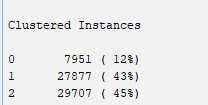 Clustered Instances
0 7951 ( 12%)
1 27877 ( 43%)
2 29707 ( 45%)